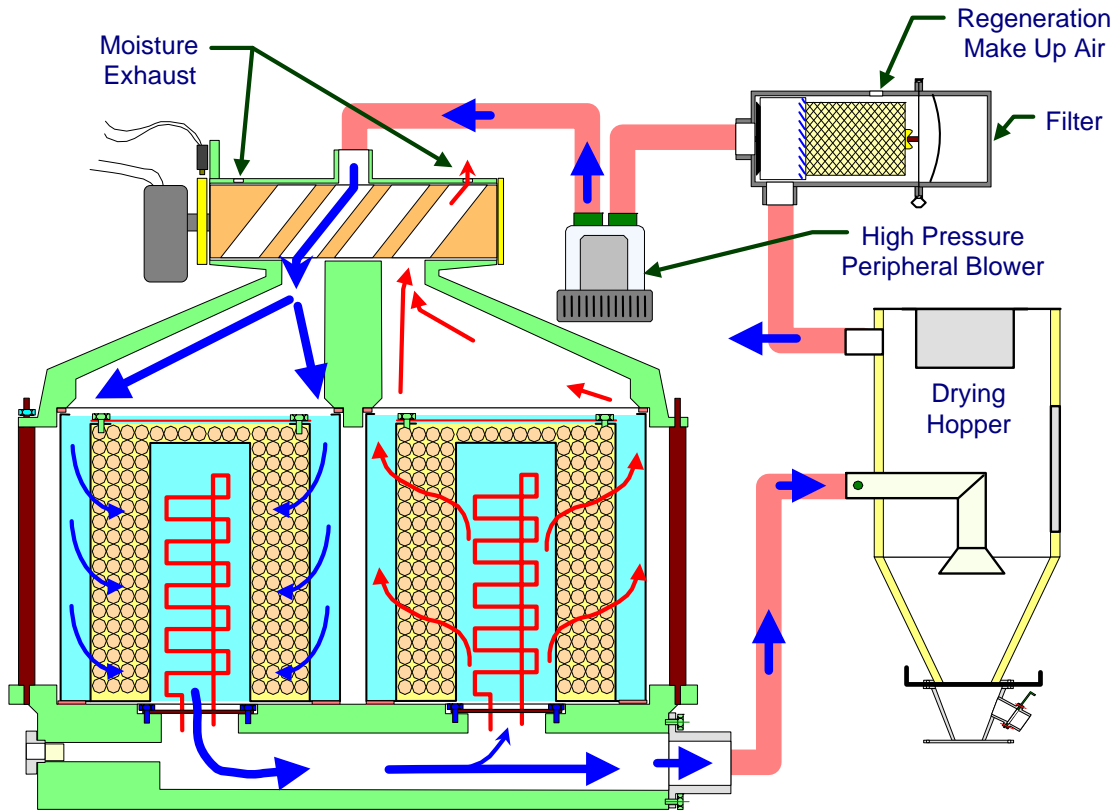 Moisture
Exhaust
Regeneration
Make Up Air
Filter
High Pressure
Peripheral Blower
Drying
Hopper